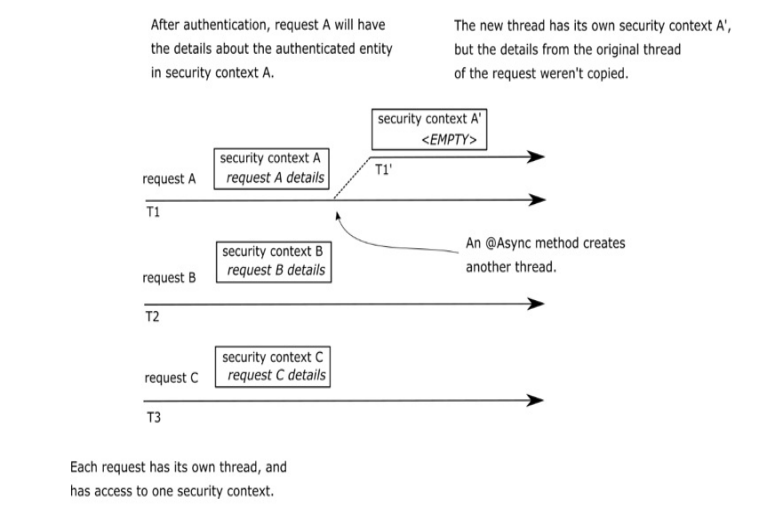 After authentication, request A will have
the details about the authenticated entity
in security context A.
The new thread has its own security context A',
but the details from the original thread
of the request weren't copied.
security context A'
<EMPTY>
security context A
request A details
request A
T1'
T1
An @Async method creates
another thread.
security context B
request B details
request B
T2
security context C
request C details
request C
T3
Each request has its own thread, and
has access to one security context.